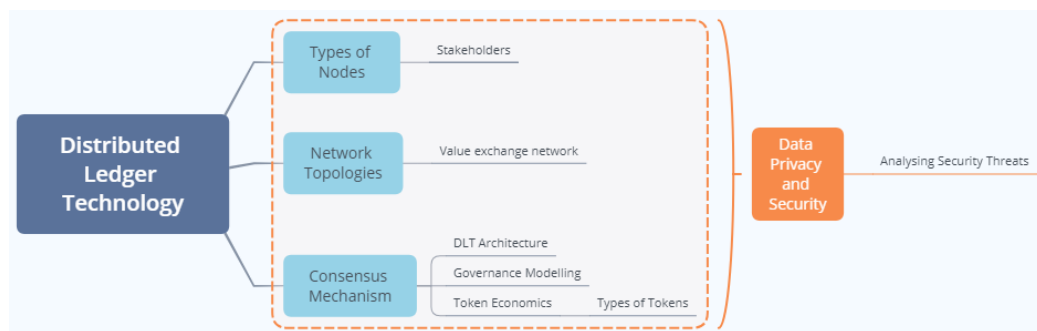 Distributed
Ledger
Technology
Types of
Nodes
Stakeholders
Network
Topologies
Value exchange network
Consensus
Mechanism
DLT Architecture
Governance Modelling
Token Economics
Types of Tokens
Data
Privacy
and
Security
Analysing Security Threats